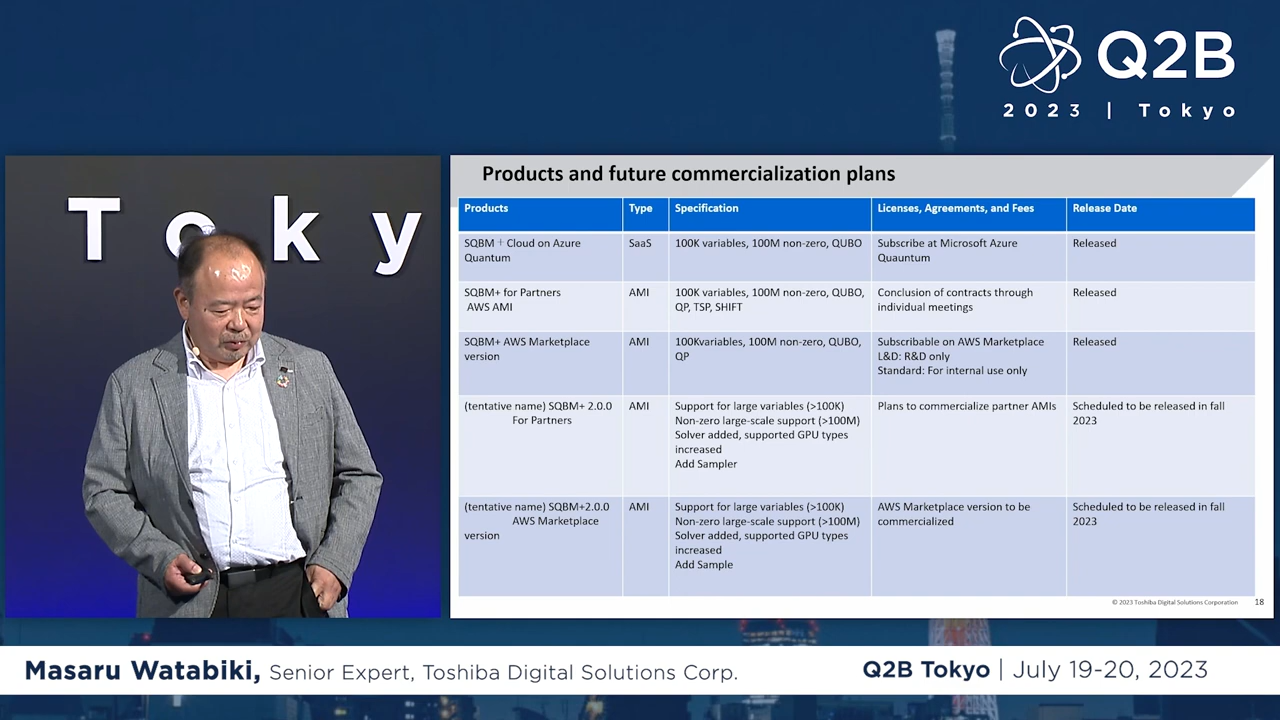 Q2B
2023 | Tokyo
Toky
Products and future commercialization plans
Products Type Specification Licenses, Agreements, and Fees Release Date
SQBM + Cloud on Azure
Quantum
SaaS
100K variables, 100M non-zero, QUBO
Subscribe at Microsoft Azure
Quauntum
Released
SQBM+ for Partners
AWS AMI
AMI
100K variables, 100M non-zero, QUBO,
QP, TSP, SHIFT
Conclusion of contracts through
individual meetings
Released
SQBM+ AWS Marketplace
version
AMI
100Kvariables, 100M non-zero, QUBO,
QP
Subscribable on AWS Marketplace
L&D: R&D only
Standard: For internal use only
Released
(tentative name) SQBM+ 2.0.0
For Partners
AMI
Support for large variables (>100K)
Non-zero large-scale support (>100M)
Solver added, supported GPU types
increased
Add Sampler
Plans to commercialize partner AMIs
Scheduled to be released in fall
2023
(tentative name) SQBM+2.0.0
AWS Marketplace
version
AMI
Support for large variables (>100K)
Non-zero large-scale support (>100M)
Solver added, supported GPU types
increased
Add Sample
AWS Marketplace version to be
commercialized
Scheduled to be released in fall
2023
© 2023 Toshiba Digital Solutions Corporation 18
Masaru Watabiki, Senior Expert, Toshiba Digital Solutions Corp.
Q2B Tokyo | July 19-20, 2023